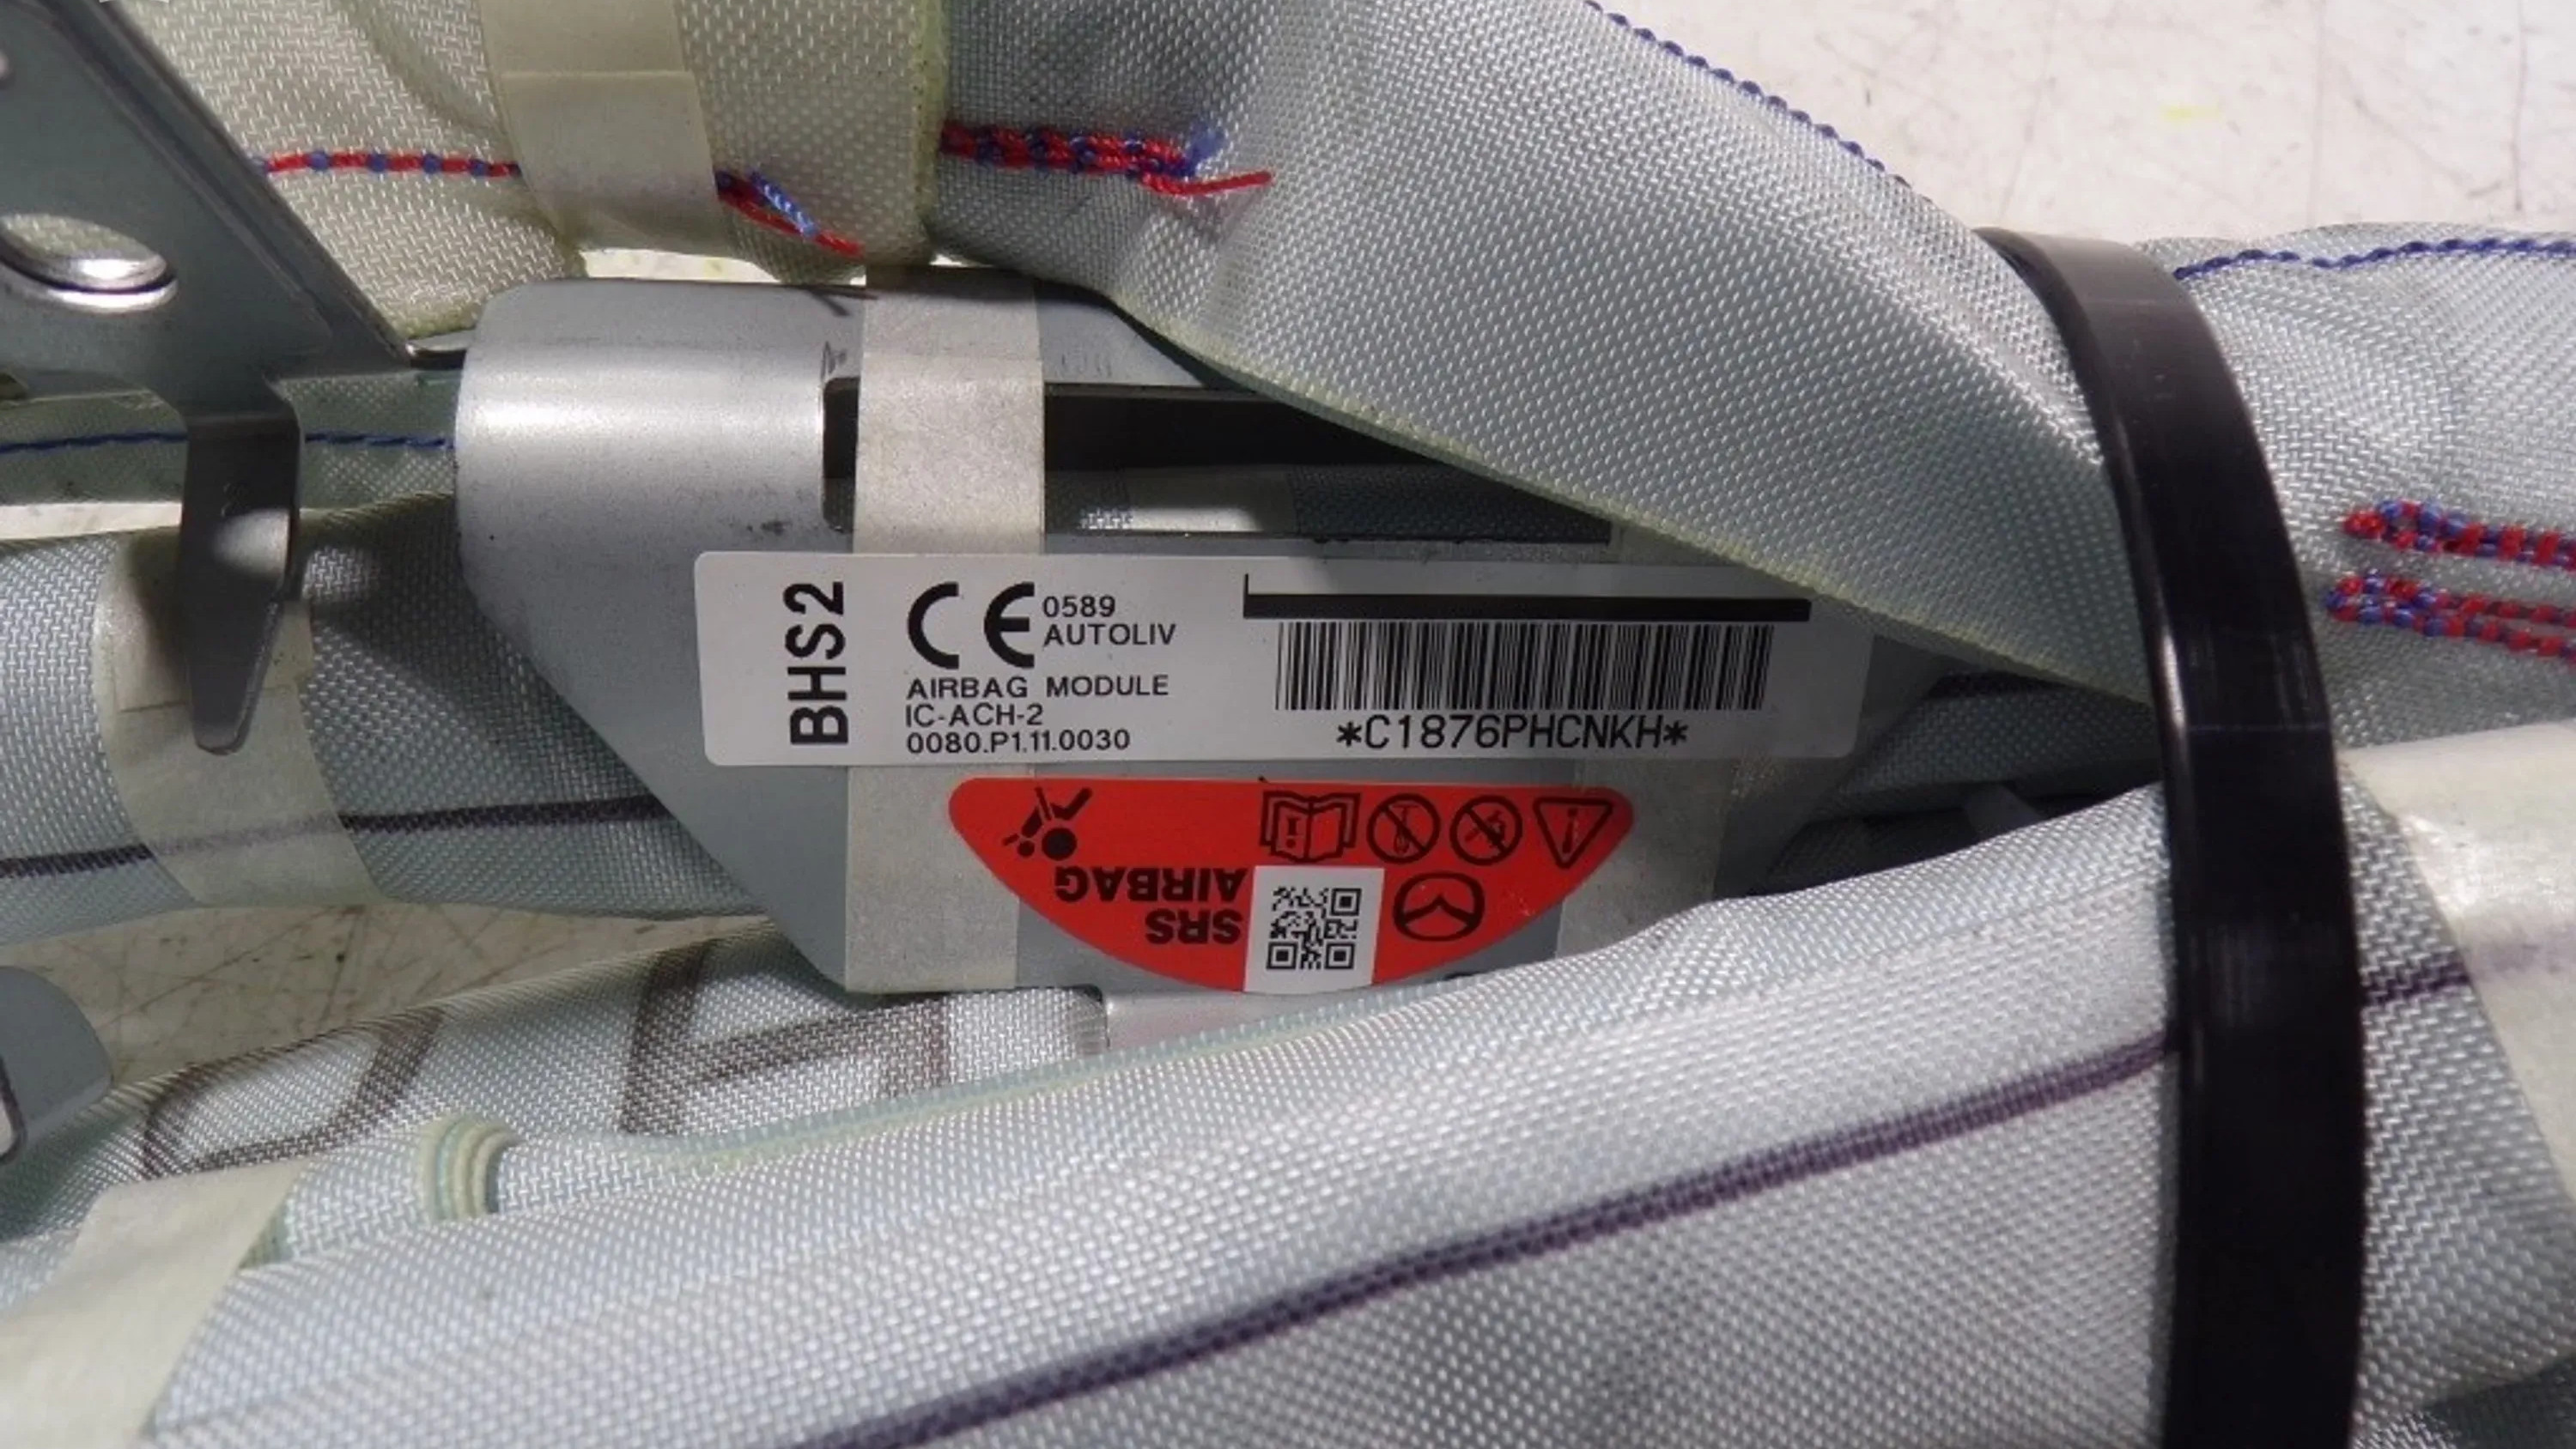 BHS2
CE 0589
AUTOLIV
AIRBAG MODULE
IC-ACH-2
0080.P1.11.0030
*C1876PHCNKH*
SRS
AIRBAG